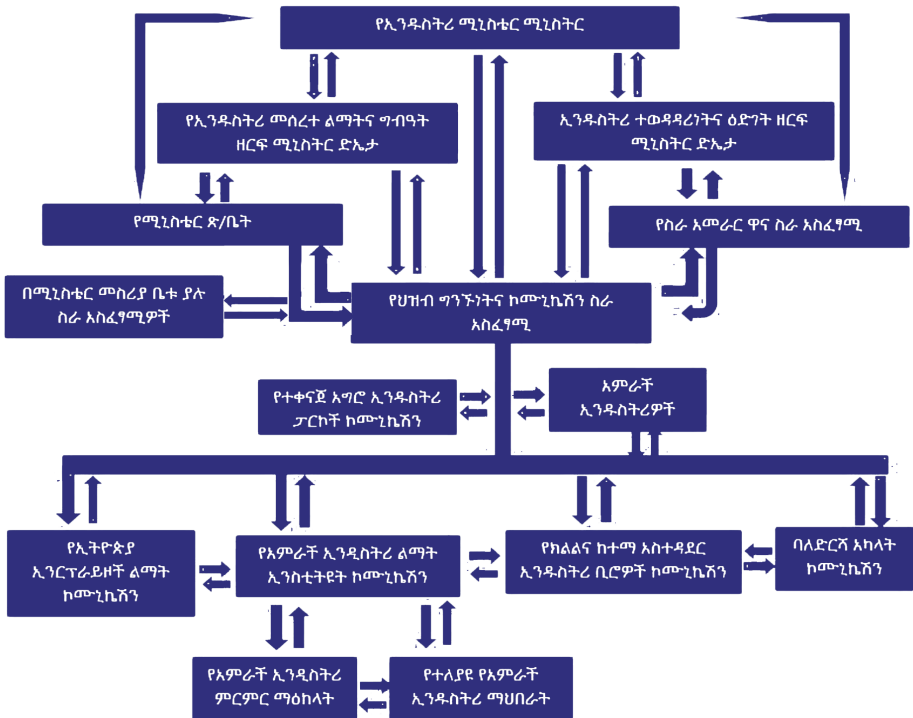 የኢንዱስትሪ ሚኒስቴር ሚኒስትር
የኢንዱስትሪ መሰረተ ልማትና ግብዓት
ዘርፍ ሚኒስትር ድኤታ
ኢንዱስትሪ ተወዳዳሪነትና ዕድገት ዘርፍ
ሚኒስትር ድኤታ
የሚኒስቴር ጽ/ቤት
የስራ አመራር ዋና ስራ አስፈፃሚ
በሚኒስቴር መስሪያ ቤቱ ያሉ
ስራ አስፈፃሚዎች
የህዝብ ግንኙነትና ኮሙኒኬሽን ስራ
አስፈፃሚ
የተቀናጀ አግሮ ኢንዱስትሪ
ፓርኮች ኮሙኒኬሽን
አምራች
ኢንዱስትሪዎች
የኢትዮጵያ
ኢንርፕራይዞች ልማት
ኮሙኒኬሽን
የአምራች ኢንዲስትሪ ልማት
ኢንስቲትዩት ኮሙኒኬሽን
የክልልና ከተማ አስተዳደር
ኢንዱስትሪ ቢሮዎች ኮሙኒኬሽን
ባለድርሻ አካላት
ኮሙኒኬሽን
የአምራች ኢንዲስትሪ
ምርምር ማዕከላት
የተለያዩ የአምራች
ኢንዱስትሪ ማህበራት